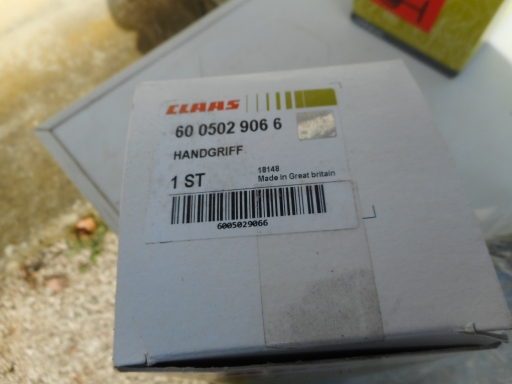 CLAAS
60 0502 906 6
HANDGRIFF
1 ST
18148
Made in Great britain
6005029066